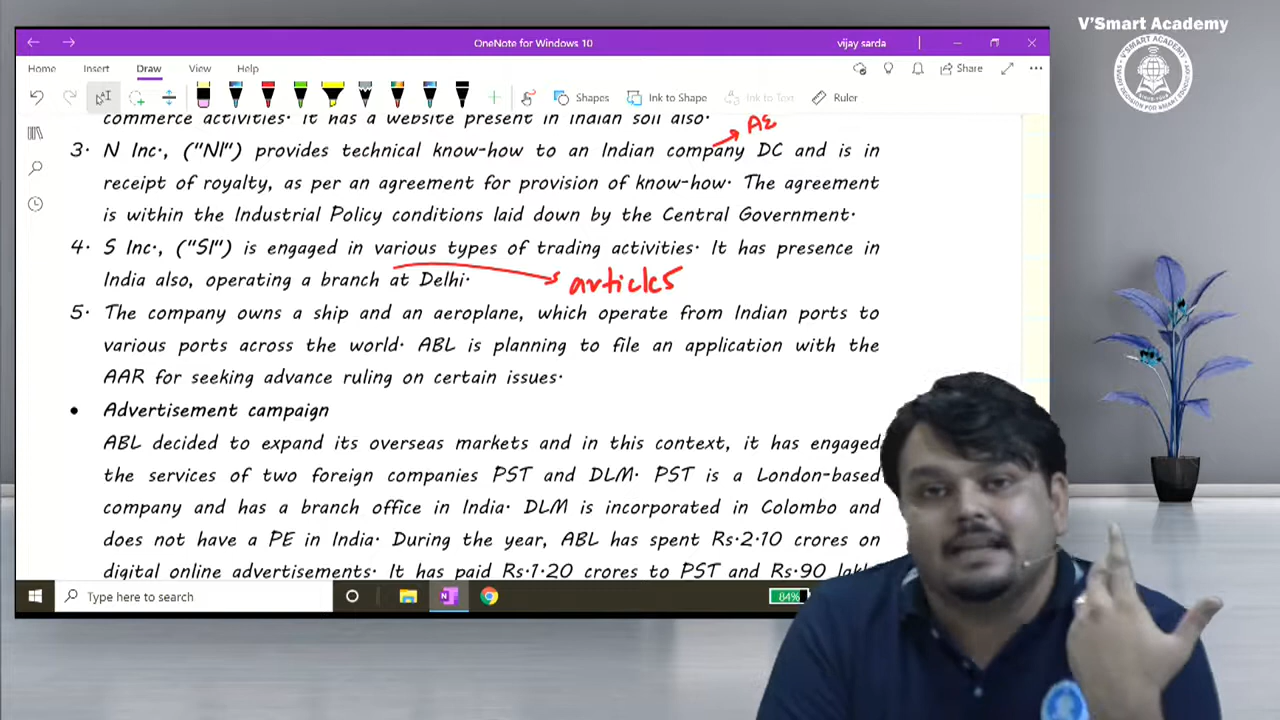 V'Smart Academy
OneNote for Windows 10
vijay sarda
Home Insert Draw View Help
Share
Shapes
Ink to Shape
Ink to Text
Ruler
commerce activities. It has a website present in Indian soil also.
AE
3. N Inc., ("NI") provides technical know-how to an Indian company DC and is in
receipt of royalty, as per an agreement for provision of know-how. The agreement
is within the Industrial Policy conditions laid down by the Central Government.
4. S Inc., ("SI") is engaged in various types of trading activities. It has presence in
India also, operating a branch at Delhi.
articles
5. The company owns a ship and an aeroplane, which operate from Indian ports to
various ports across the world. ABL is planning to file an application with the
AAR for seeking advance ruling on certain issues.
• Advertisement campaign
ABL decided to expand its overseas markets and in this context, it has engaged
the services of two foreign companies PST and DLM. PST is a London-based
company and has a branch office in India. DLM is incorporated in Colombo and
does not have a PE in India. During the year, ABL has spent Rs.2.10 crores on
digital online advertisements. It has paid Rs.1.20 crores to PST and Rs.90 lakh
Type here to search
84%